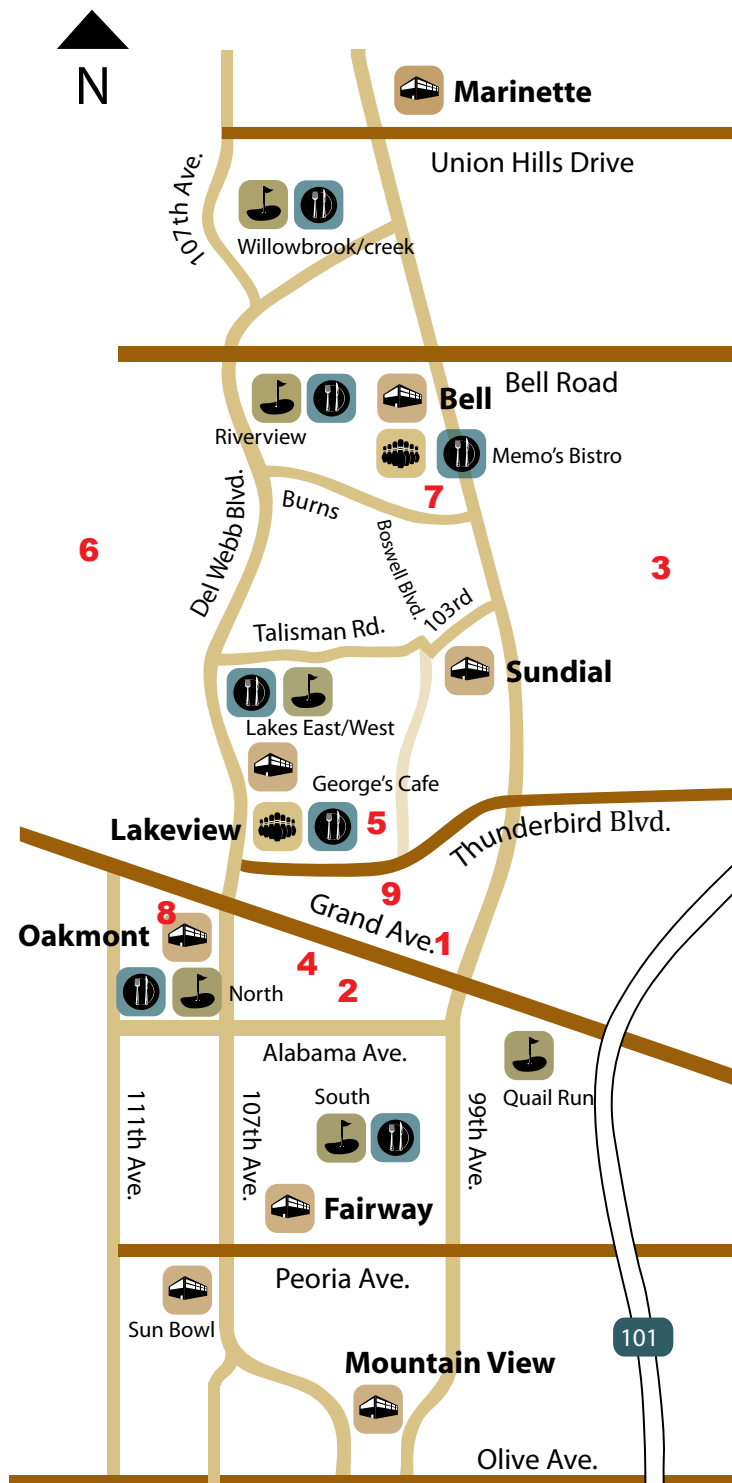 N
Marinette
Union Hills Drive
107th Ave.
Willowbrook/creek
Bell Road
Bell
Riverview
Memo's Bistro
7
Burns
Del Webb Blvd.
6
3
Boswell Blvd.
103rd
Talisman Rd.
Sundial
Lakes East/West
George's Cafe
Lakeview
5
Thunderbird Blvd.
9
Grand Ave.
8
Oakmont
1
4
2
North
Alabama Ave.
South
Quail Run
111th Ave.
107th Ave.
99th Ave.
Fairway
Peoria Ave.
Sun Bowl
101
Mountain View
Olive Ave.